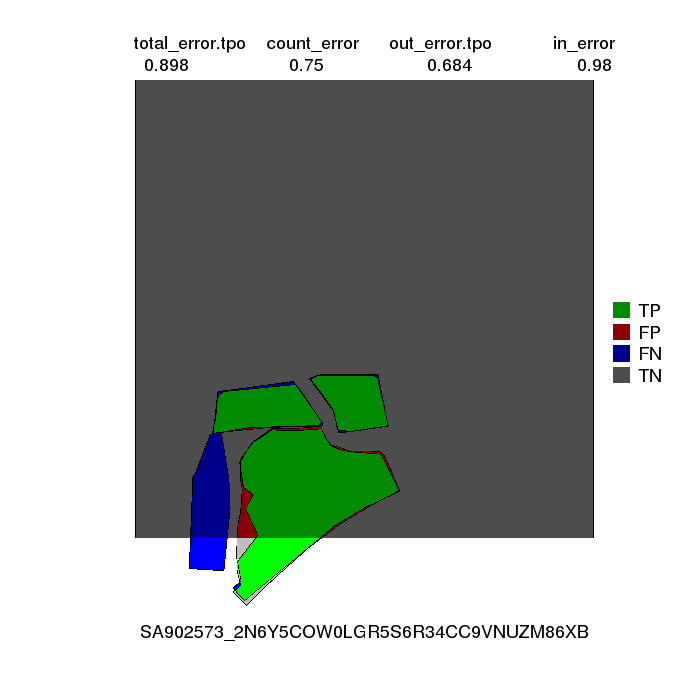 total_error.tpo count_error out_error.tpo in_error
0.898 0.75 0.684 0.98
TP
FP
FN
TN
SA902573_2N6Y5COW0LGR5S6R34CC9VNUZM86XB